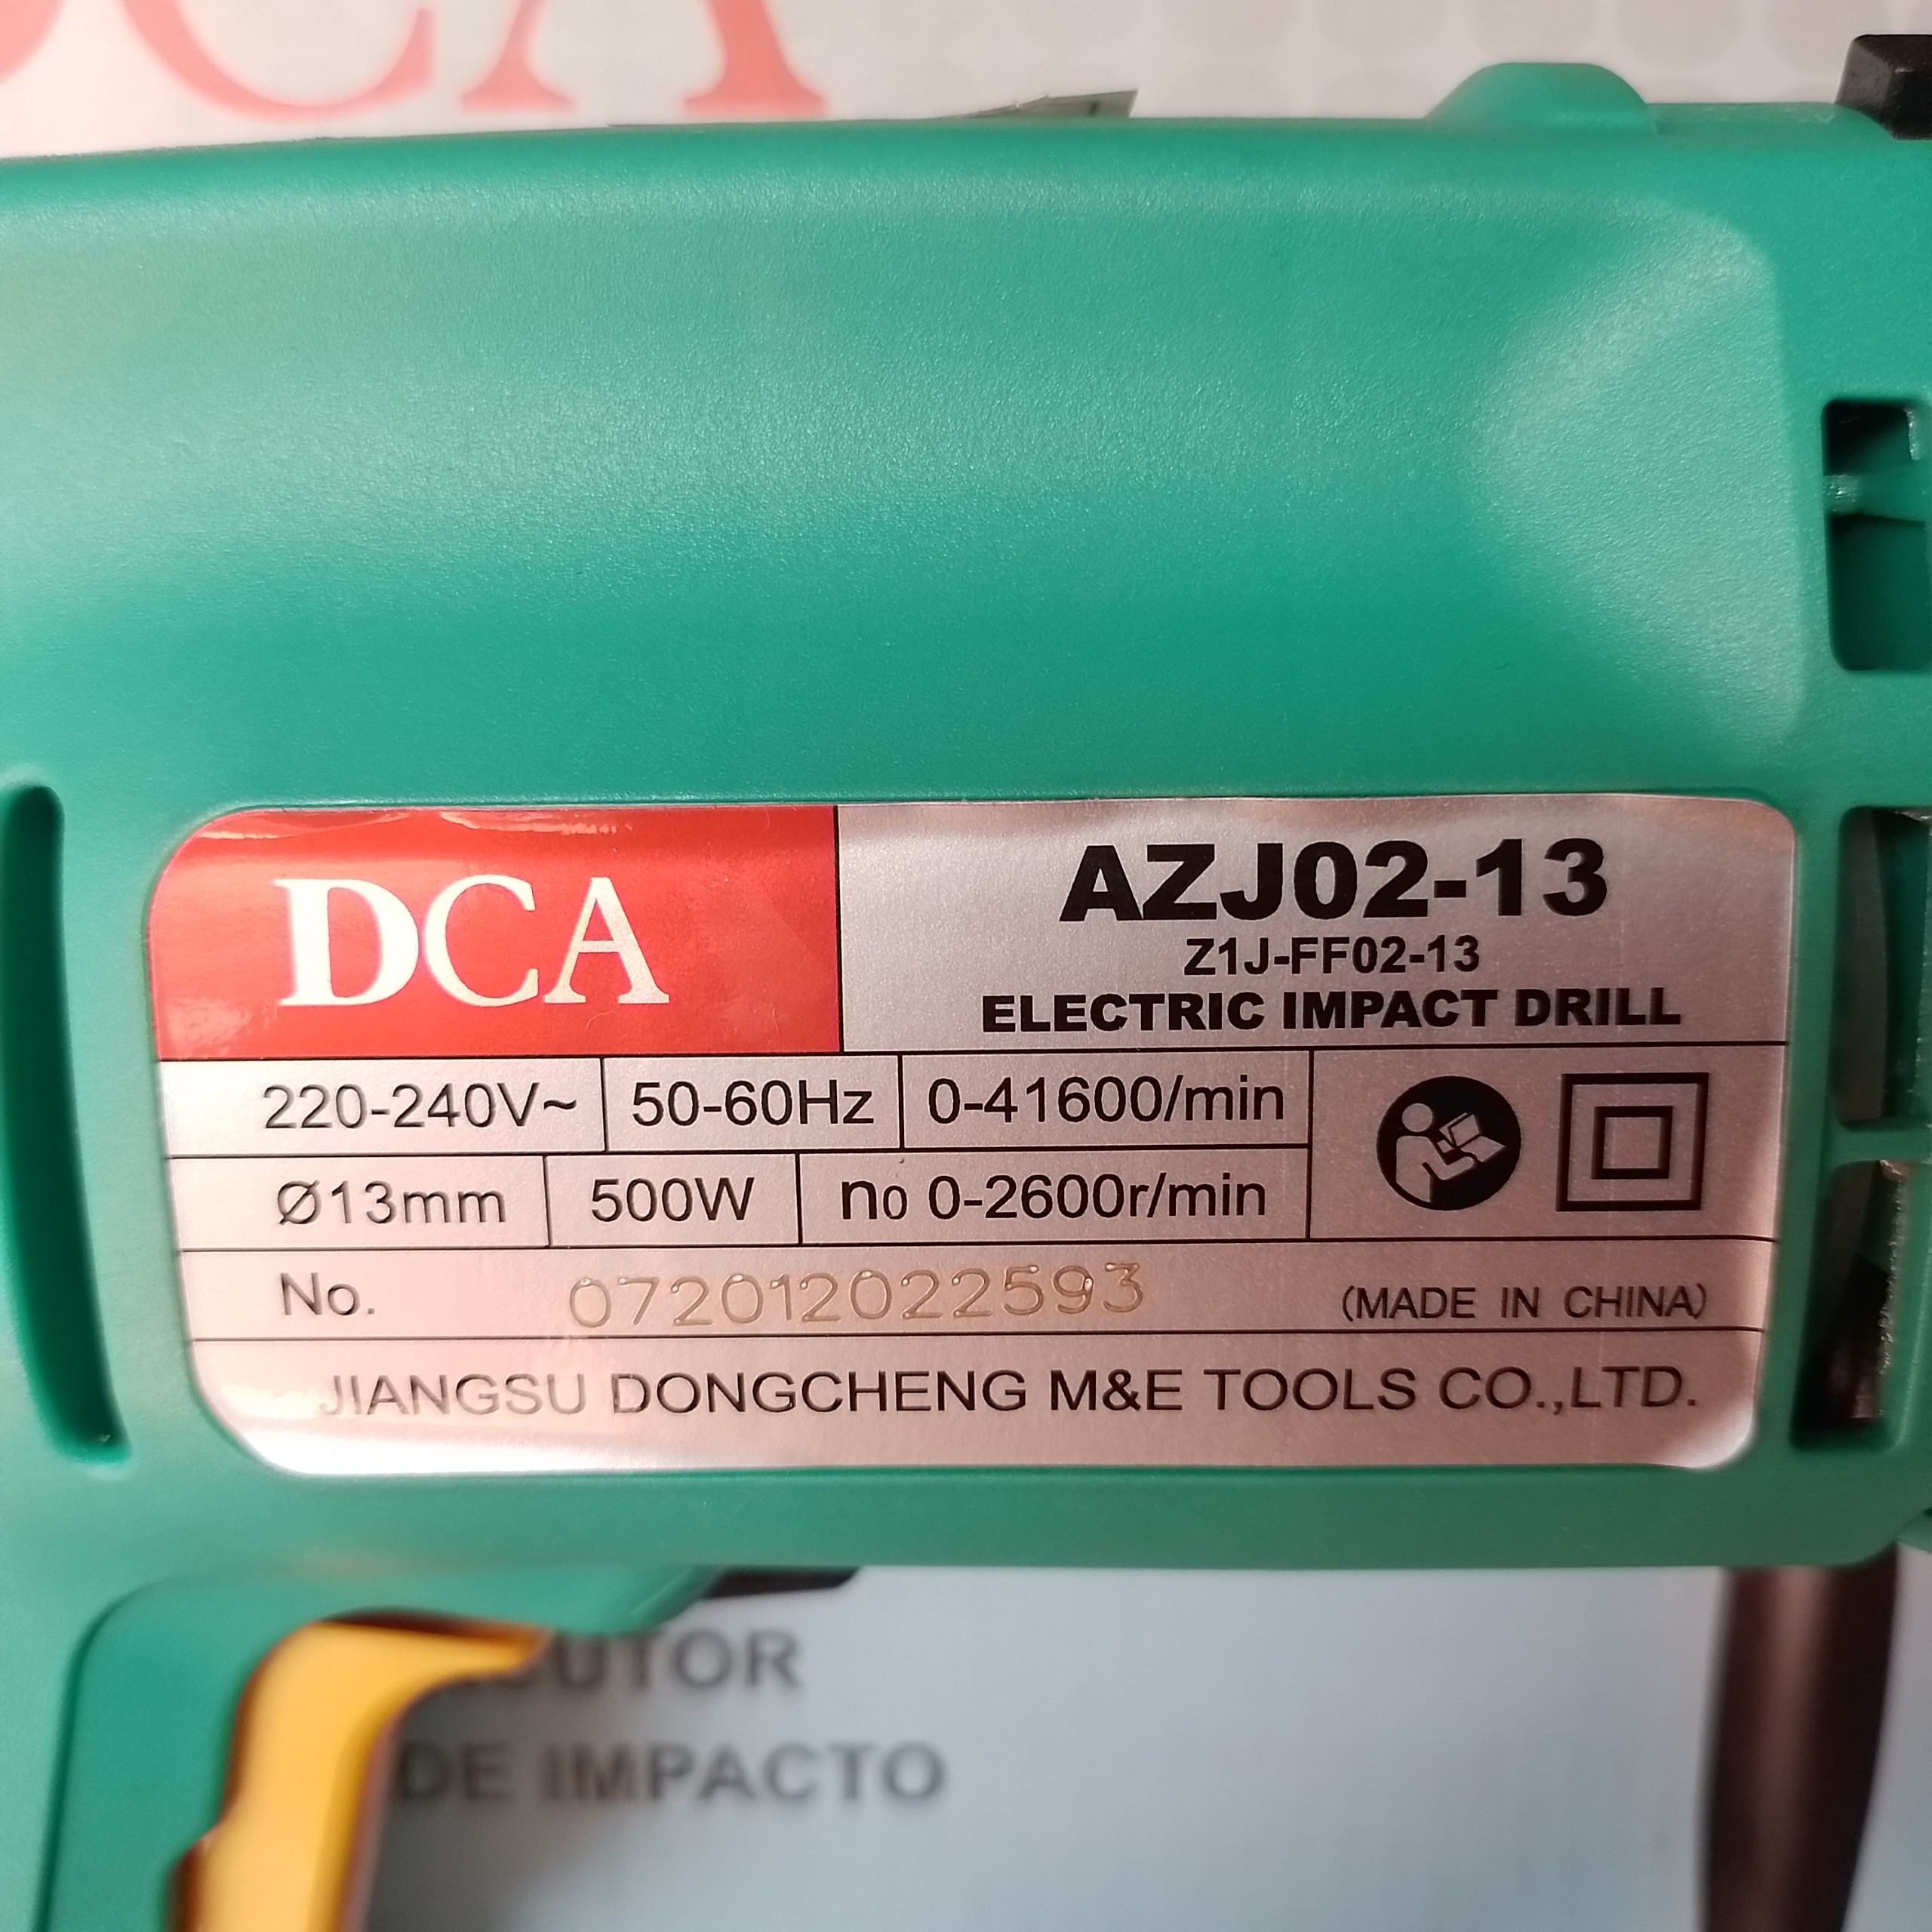 DCA
AZJ02-13
Z1J-FF02-13
ELECTRIC IMPACT DRILL
220-240V~ 50-60Hz 0-41600/min
Ø13mm 500W n0 0-2600r/min
No. 072012022593 (MADE IN CHINA)
JIANGSU DONGCHENG M&E TOOLS CO.,LTD.
DE IMPACTO